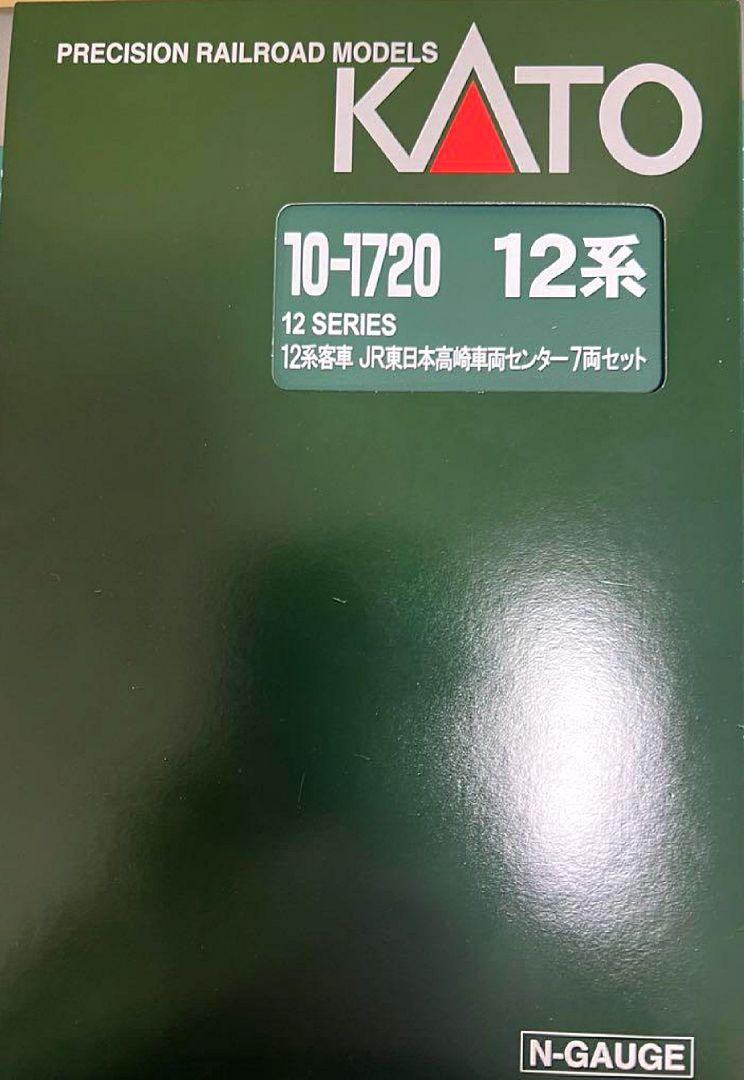 PRECISION RAILROAD MODELS
KATO
10-1720 12系
12 SERIES
12系客車 JR東日本高崎車両センター 7両セット
N-GAUGE